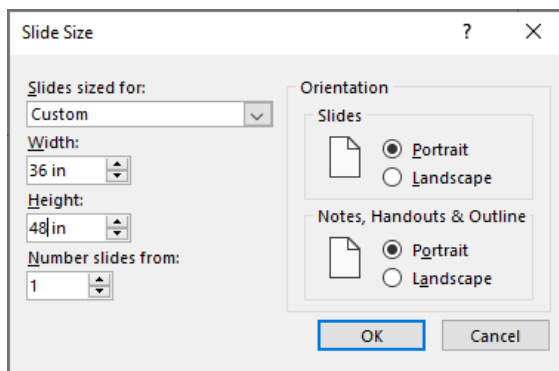 Slide Size
?
Slides sized for:
Custom
Width:
36 in
Height:
48 in
Number slides from:
1
Orientation
Slides
Portrait
Landscape
Notes, Handouts & Outline
Portrait
Landscape
OK
Cancel